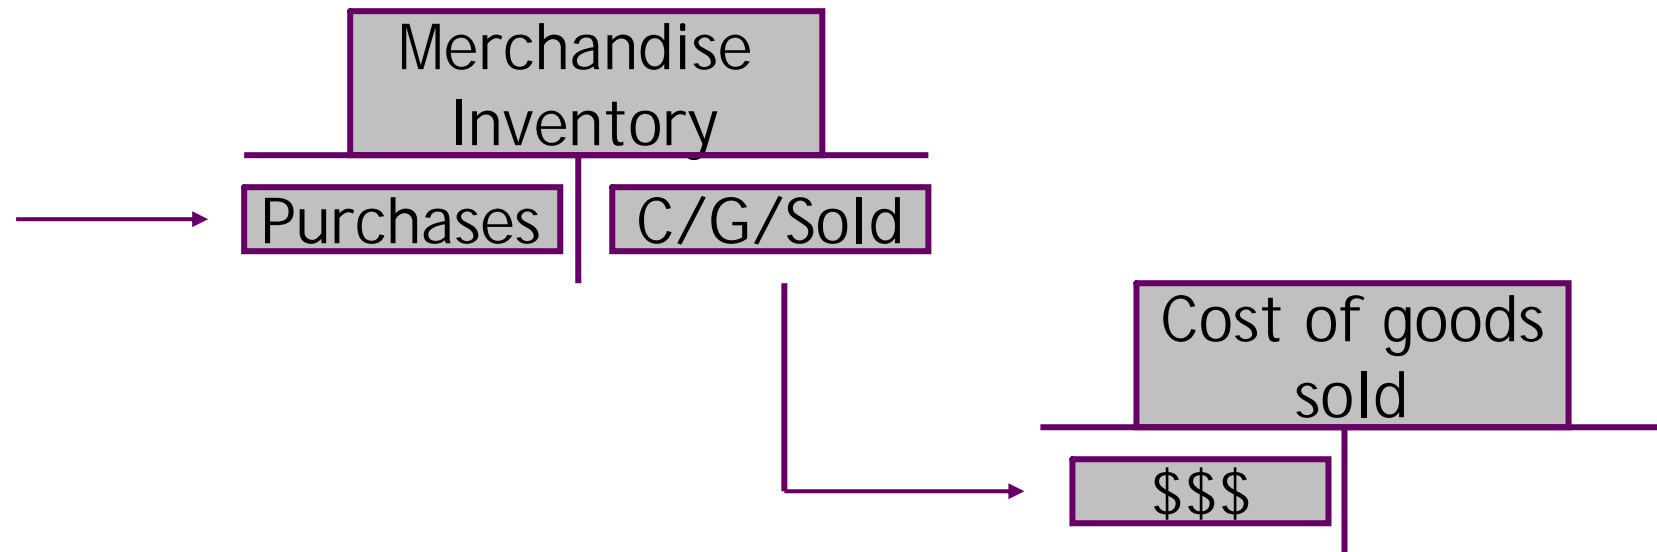 Merchandise
Inventory
Purchases
C/G/Sold
Cost of goods
sold
$$$